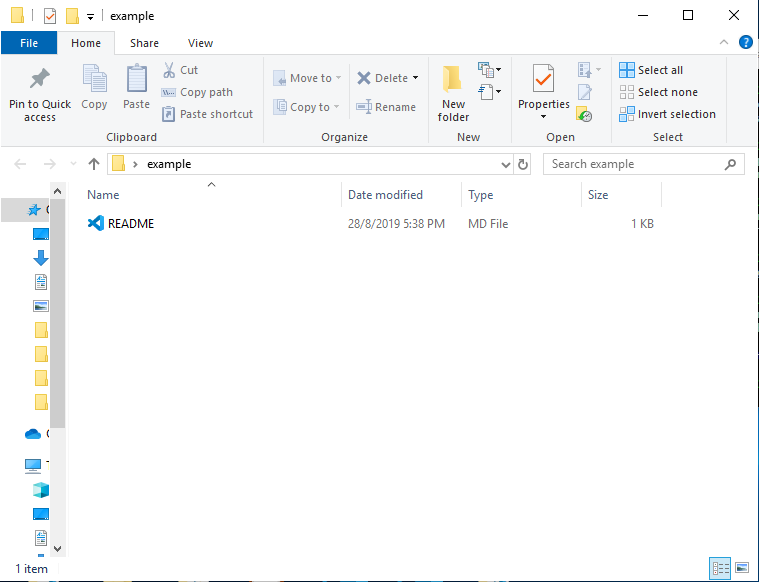 example
File Home Share View
Pin to Quick access
Copy
Paste
Cut
Copy path
Paste shortcut
Clipboard
Move to
Copy to
Delete
Rename
Organize
New folder
New
Properties
Open
Select all
Select none
Invert selection
Select
example
Search example
Name Date modified Type Size
README 28/8/2019 5:38 PM MD File 1 KB
1 item